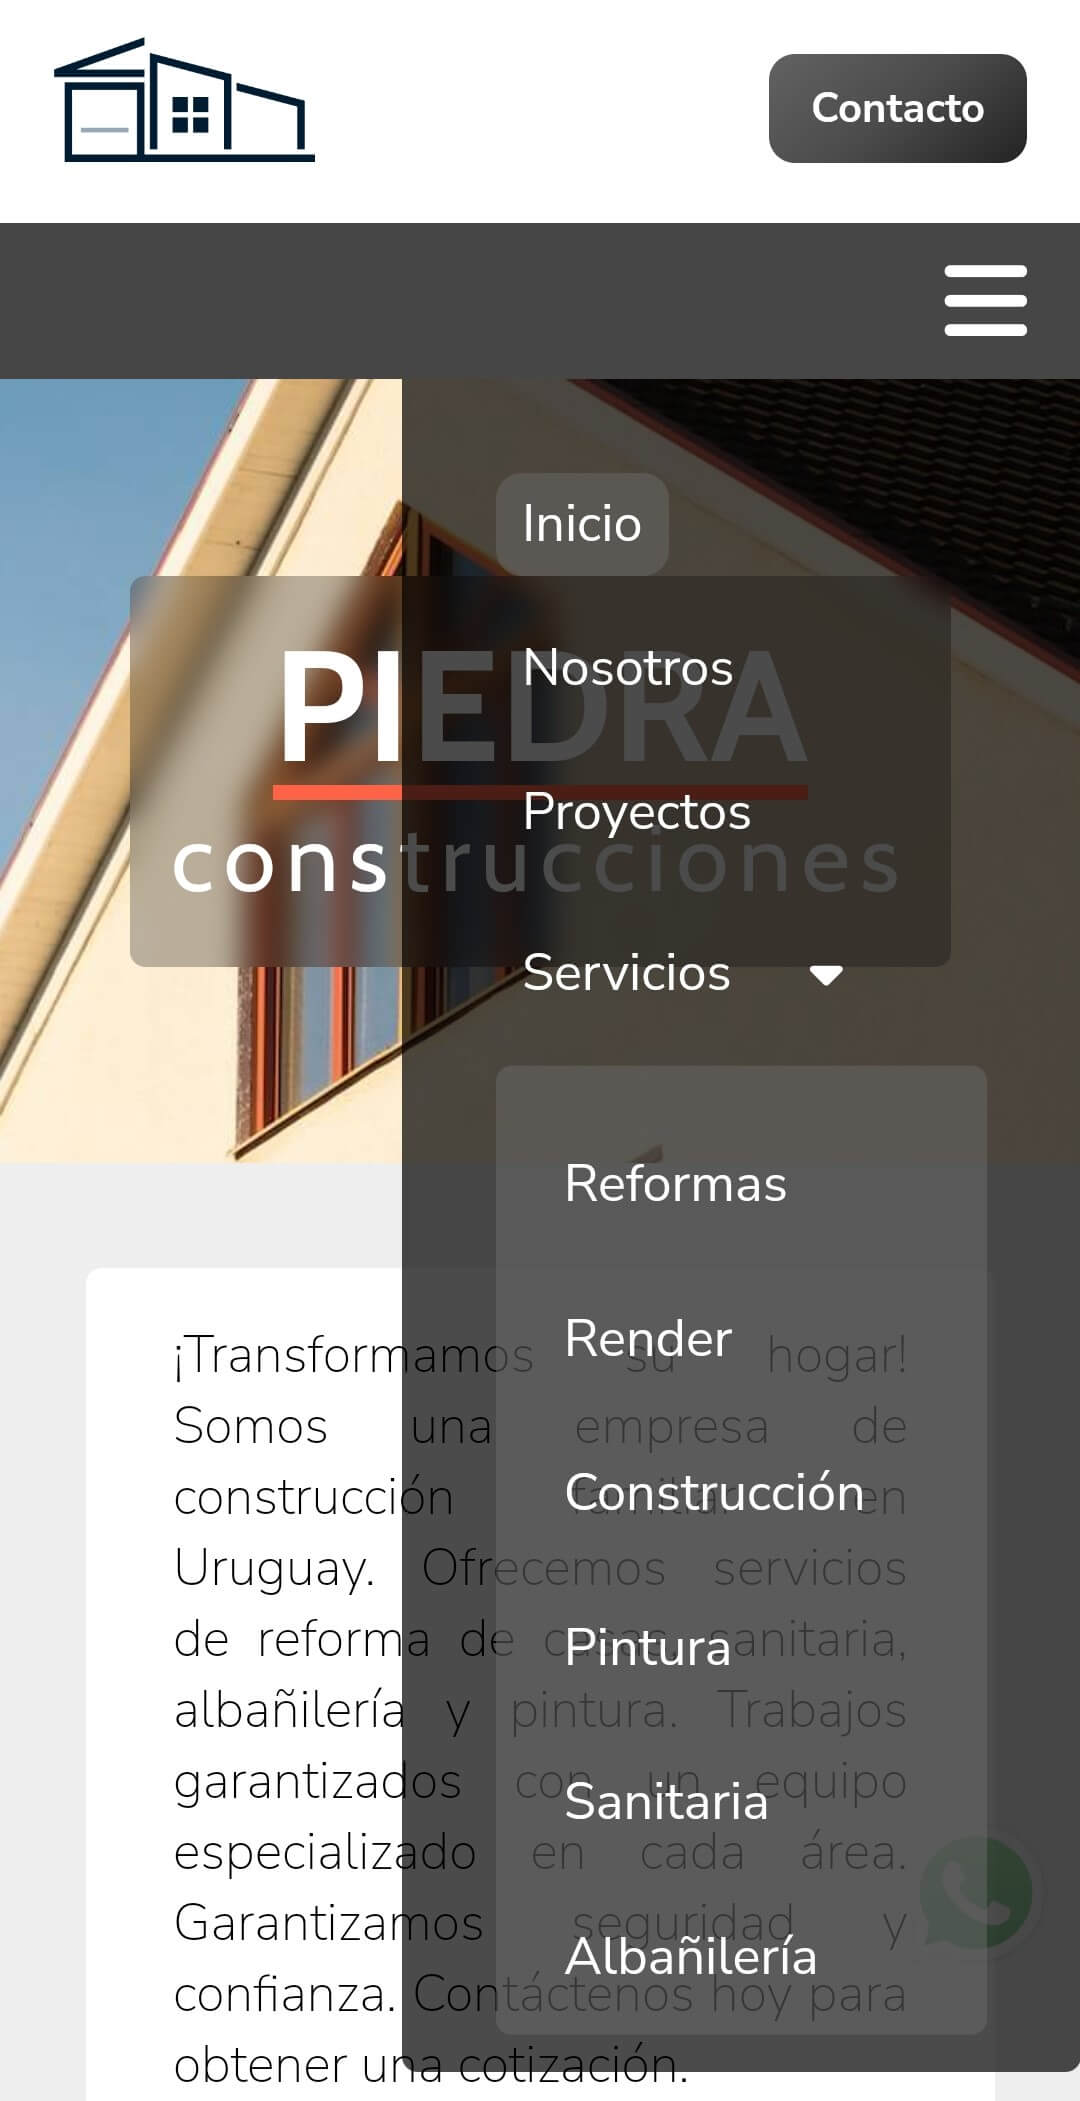 Contacto
Inicio
Nosotros
PIEDRA
Proyectos
construcciones
Servicios
Reformas
Render
Construcción
Pintura
Sanitaria
Albañilería
¡Transformamos su hogar!
Somos una empresa de
construcción familiar en
Uruguay. Ofrecemos servicios
de reforma de casas, sanitaria,
albañilería y pintura. Trabajos
garantizados con un equipo
especializado en cada área.
Garantizamos seguridad y
confianza. Contáctenos hoy para
obtener una cotización.